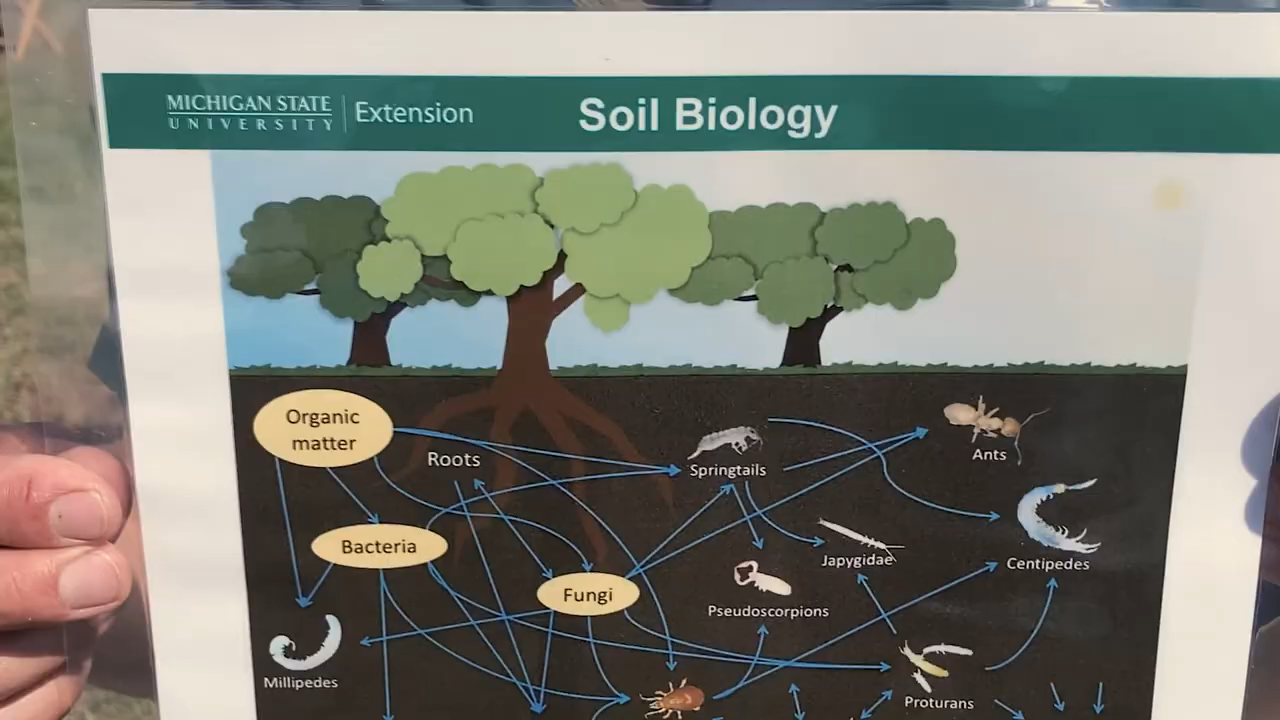 MICHIGAN STATE
UNIVERSITY
Extension
Soil Biology
Organic
matter
Roots
Springtails
Ants
Bacteria
Japygidae
Centipedes
Fungi
Pseudoscorpions
Millipedes
Proturans